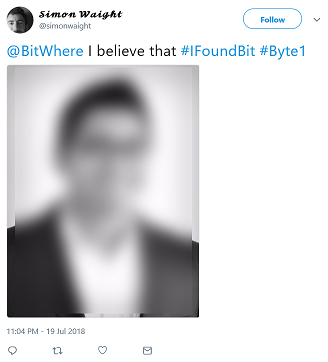 Simon Waight
@simonwaight
Follow
@BitWhere I believe that #IFoundBit #Byte1
11:04 PM - 19 Jul 2018